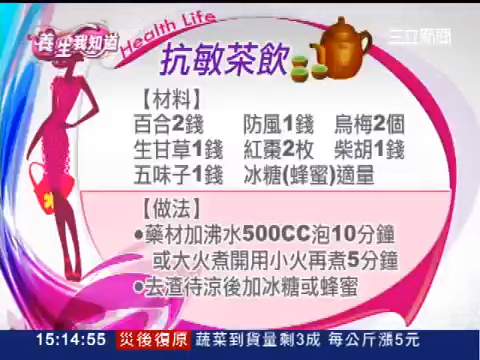 養生我知道
Health Life
三立新聞
抗敏茶飲
【材料】
百合2錢 防風1錢 烏梅2個
生甘草1錢 紅棗2枚 柴胡1錢
五味子1錢 冰糖(蜂蜜)適量
【做法】
●藥材加沸水500CC泡10分鐘
或大火煮開用小火再煮5分鐘
●去渣待涼後加冰糖或蜂蜜
15:14:55 災後復原 蔬菜到貨量剩3成 每公斤漲5元